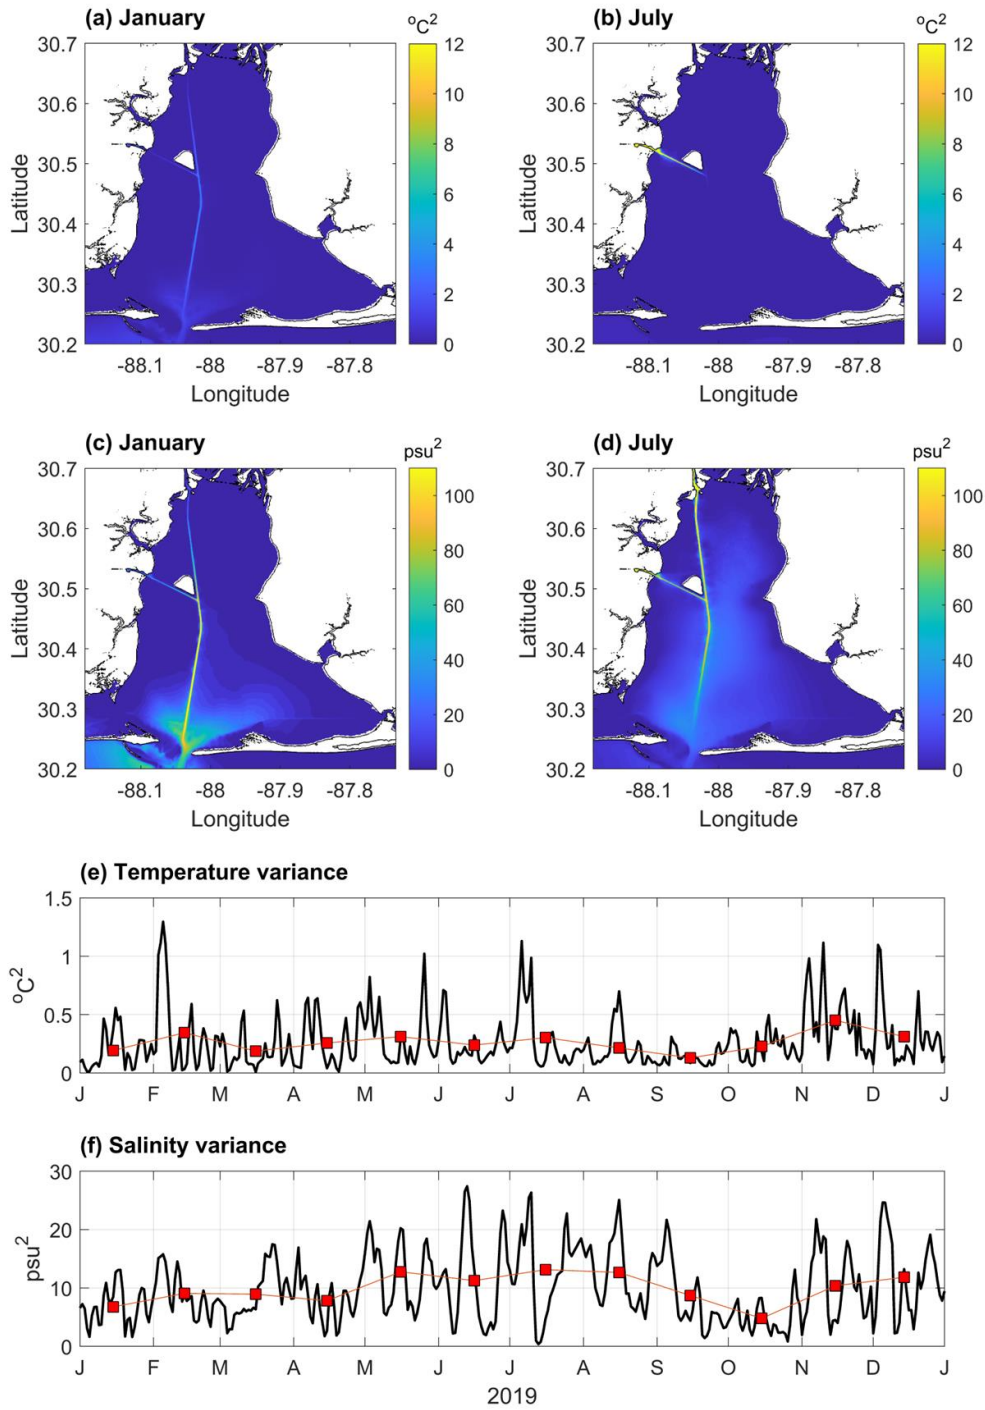 (a) January
°C²
(b) July
°C²
30.7
30.6
30.5
30.4
30.3
30.2
Latitude
-88.1 -88 -87.9 -87.8
Longitude
12
10
8
6
4
2
0
30.7
30.6
30.5
30.4
30.3
30.2
Latitude
-88.1 -88 -87.9 -87.8
Longitude
12
10
8
6
4
2
0
(c) January
psu²
(d) July
psu²
30.7
30.6
30.5
30.4
30.3
30.2
Latitude
-88.1 -88 -87.9 -87.8
Longitude
100
80
60
40
20
0
30.7
30.6
30.5
30.4
30.3
30.2
Latitude
-88.1 -88 -87.9 -87.8
Longitude
100
80
60
40
20
0
(e) Temperature variance
1.5
1
0.5
0
°C²
J F M A M J J A S O N D J
(f) Salinity variance
30
20
10
0
psu²
J F M A M J J A S O N D J
2019